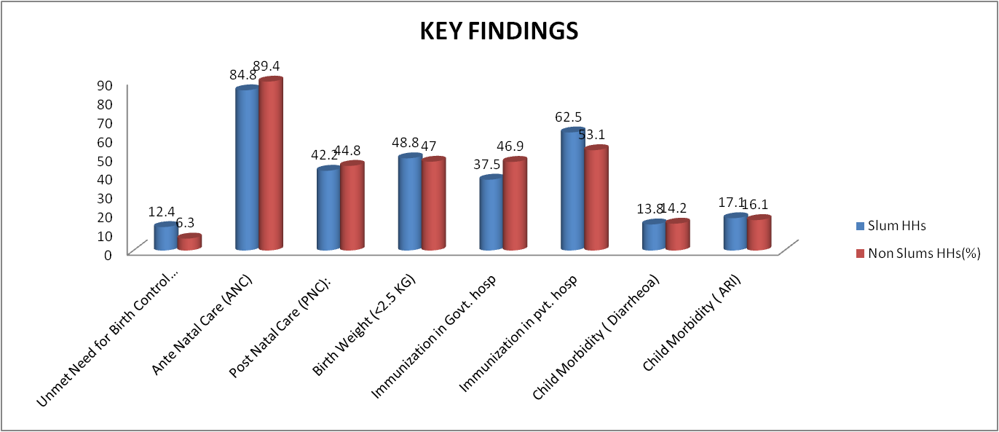 KEY FINDINGS
90
80
70
60
50
40
30
20
10
0
12.4
6.3
84.8
89.4
42.2
44.8
48.8
47
37.5
46.9
62.5
53.1
13.8
14.2
17.1
16.1
Unmet Need for Birth Control...
Ante Natal Care (ANC)
Post Natal Care (PNC):
Birth Weight (<2.5 KG)
Immunization in Govt. hosp
Immunization in pvt. hosp
Child Morbidity ( Diarrheoa)
Child Morbidity ( ARI)
Slum HHs
Non Slums HHs(%)